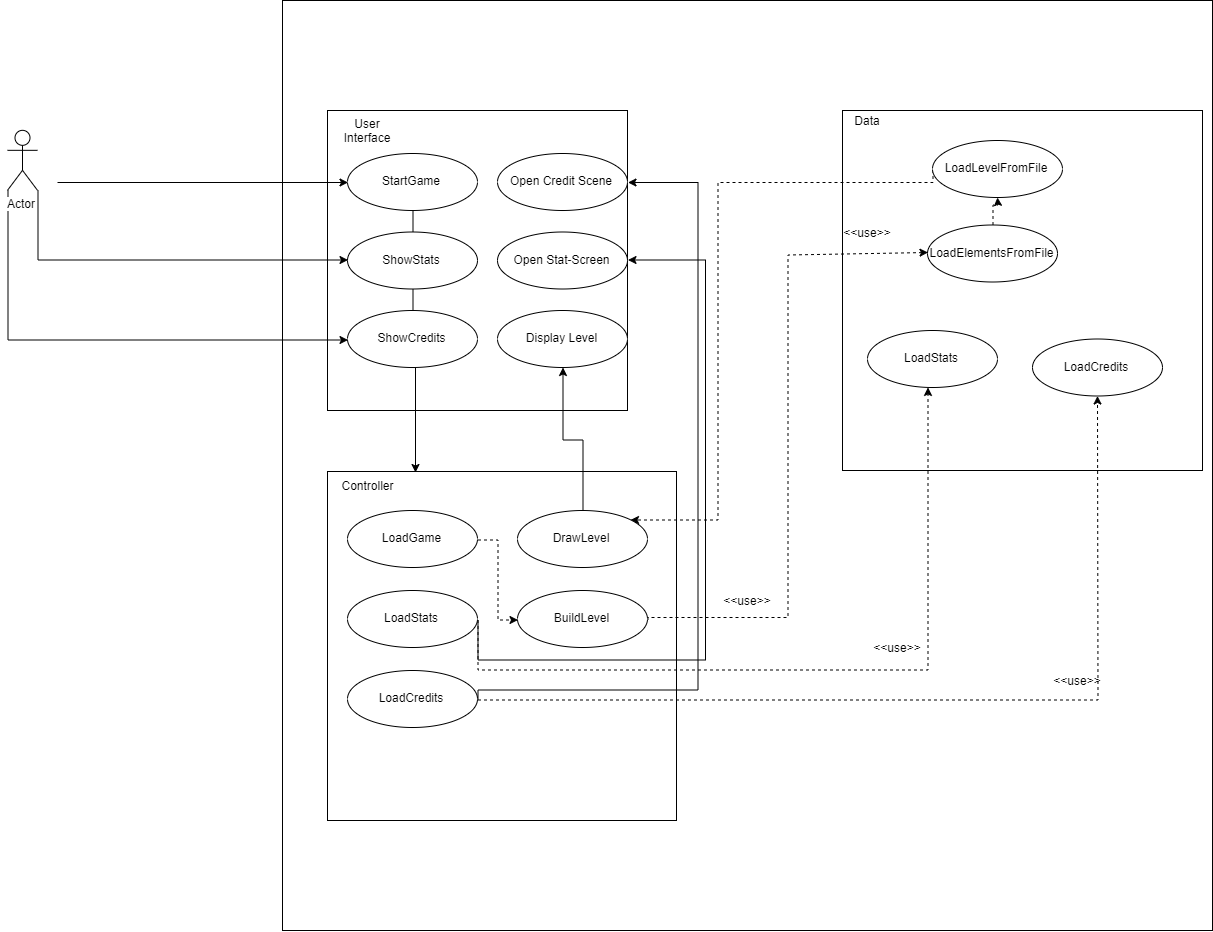 Actor
User
Interface
StartGame
Open Credit Scene
ShowStats
Open Stat-Screen
ShowCredits
Display Level
Data
LoadLevelFromFile
<<use>>
LoadElementsFromFile
LoadStats
LoadCredits
Controller
LoadGame
DrawLevel
LoadStats
BuildLevel
LoadCredits
<<use>>
<<use>>
<<use>>